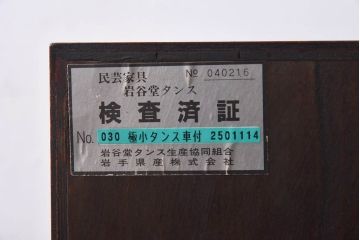 民芸家具 No 040216
岩谷堂タンス
検査済証
No. 030 極小タンス車付 2501114
岩谷堂タンス生産協同組合
岩手県産株式会社